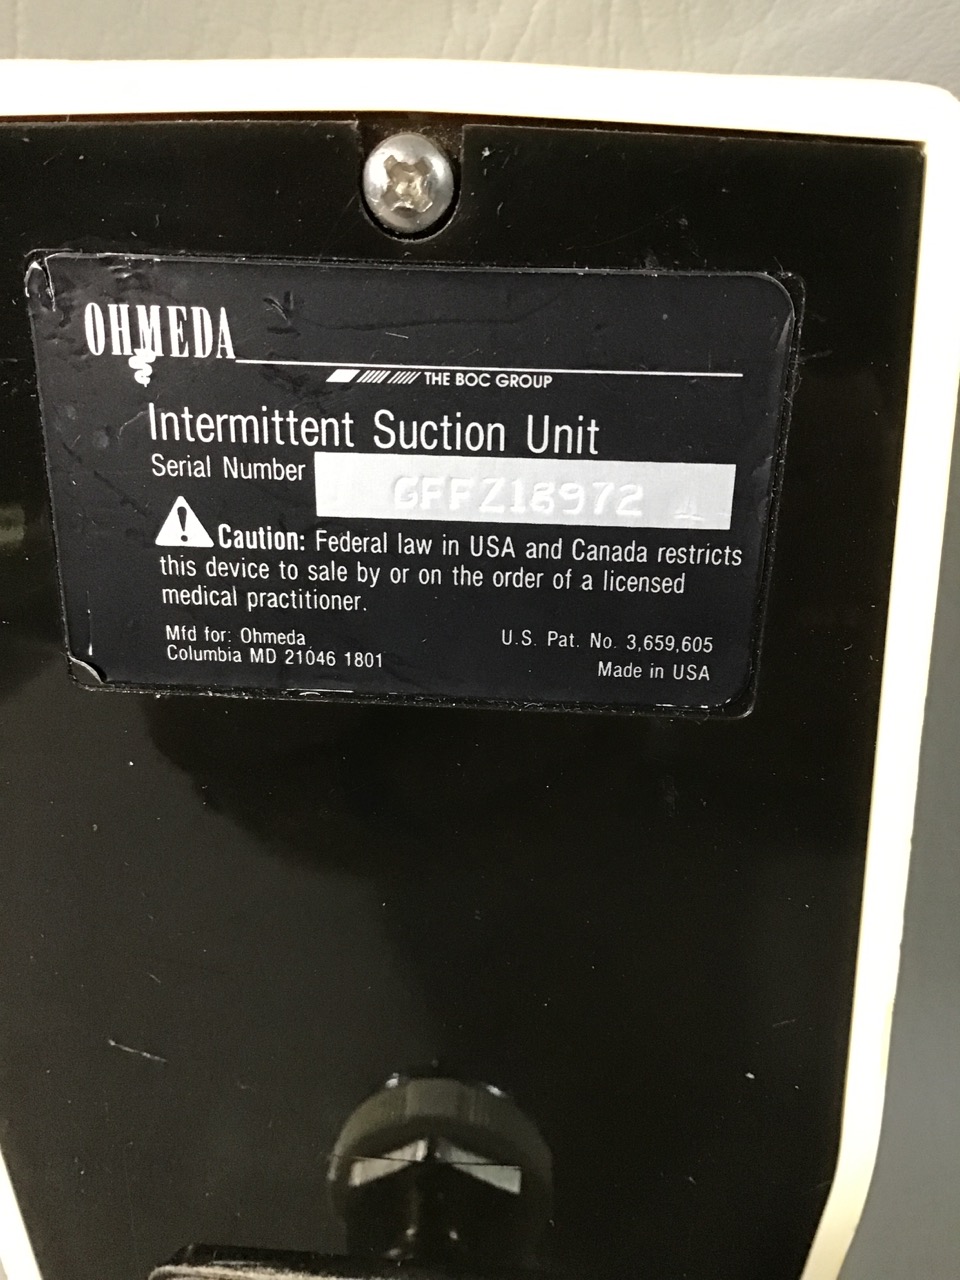 OHMEDA
THE BOC GROUP
Intermittent Suction Unit
Serial Number GFFZ18972
Caution: Federal law in USA and Canada restricts
this device to sale by or on the order of a licensed
medical practitioner.
Mfd for: Ohmeda
Columbia MD 21046 1801
U.S. Pat. No. 3,659,605
Made in USA